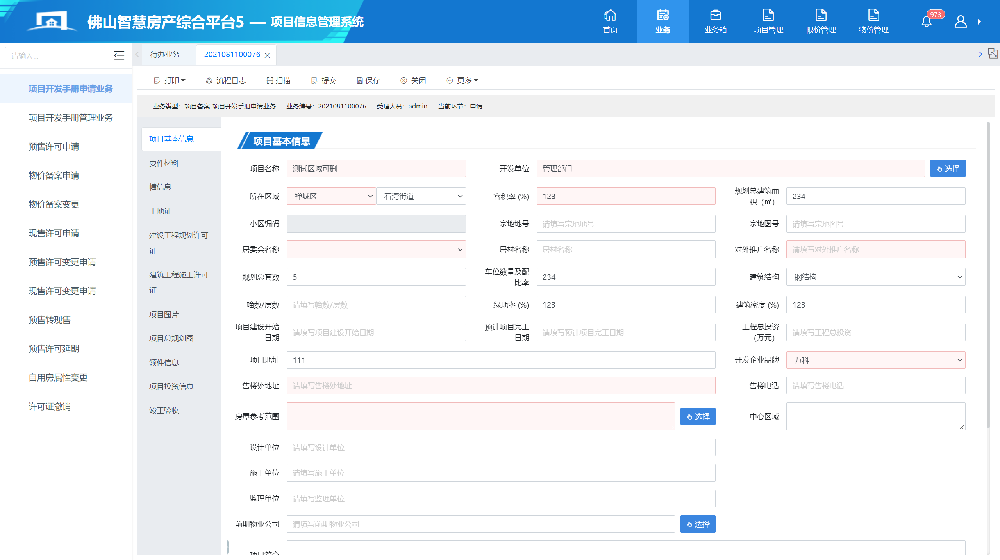 佛山智慧房产综合平台5 — 项目信息管理系统
首页
业务
业务箱
项目管理
限价管理
物价管理
973
请输入...
待办业务
2021081100076
打印
流程日志
扫描
提交
保存
关闭
更多
业务类型：项目备案-项目开发手册申请业务 业务编号：2021081100076 受理人员：admin 当前环节：申请
项目开发手册申请业务
项目开发手册管理业务
预售许可申请
物价备案申请
物价备案变更
现售许可申请
预售许可变更申请
现售许可变更申请
预售转现售
预售许可延期
自用房属性变更
许可证撤销
项目基本信息
要件材料
幢信息
土地证
建设工程规划许可
证
建筑工程施工许可
证
项目图片
项目总规划图
领件信息
项目投资信息
竣工验收
项目基本信息
项目名称 测试区域可删
开发单位 管理部门 选择
所在区域 禅城区 石湾街道
容积率 (%) 123
规划总建筑面
积（㎡） 234
小区编码
宗地地号 请填写宗地地号
宗地图号 请填写宗地图号
居委会名称
居村名称 居村名称
对外推广名称 请填写对外推广名称
规划总套数 5
车位数量及配
比率 234
建筑结构 钢结构
幢数/层数 请填写幢数/层数
绿地率 (%) 123
建筑密度 (%) 123
项目建设开始
日期 请填写项目建设开始日期
预计项目完工
日期 请填写预计项目完工日期
工程总投资
（万元） 请填写工程总投资
项目地址 111
开发企业品牌 万科
售楼处地址 请填写售楼处地址
售楼电话 请填写售楼电话
房屋参考范围 选择
中心区域
设计单位 请填写设计单位
施工单位 请填写施工单位
监理单位 请填写监理单位
前期物业公司 请填写前期物业公司 选择
项目简介